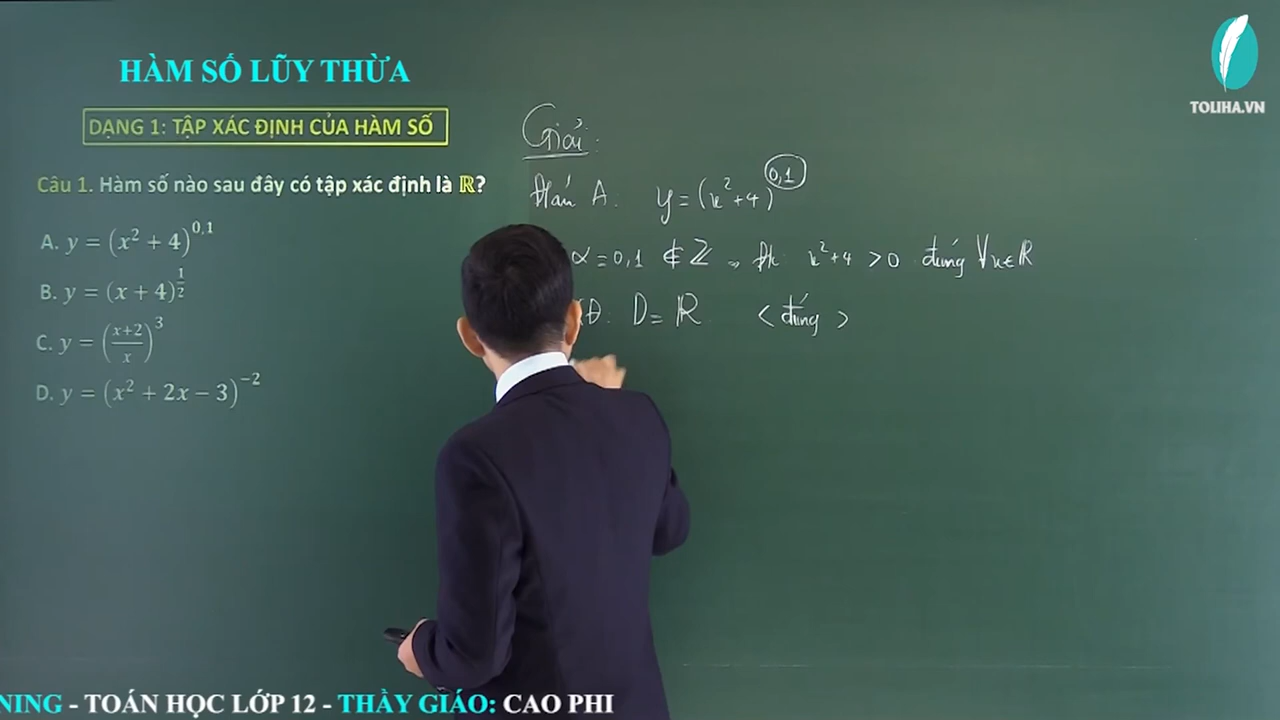 HÀM SỐ LŨY THỪA
DẠNG 1: TẬP XÁC ĐỊNH CỦA HÀM SỐ
Câu 1. Hàm số nào sau đây có tập xác định là ℝ?
A. y = (x² + 4)^0,1
B. y = (x + 4)^1/2
C. y = ((x+2)/x)^3
D. y = (x² + 2x − 3)^−2
Giải:
A. y = (x² + 4)^0,1
α = 0,1 ∉ ℤ x² + 4 > 0 đúng ∀x∈ℝ
Đ: D = ℝ < đúng >
TOLIHA.VN
NING - TOÁN HỌC LỚP 12 - THẦY GIÁO: CAO PHI